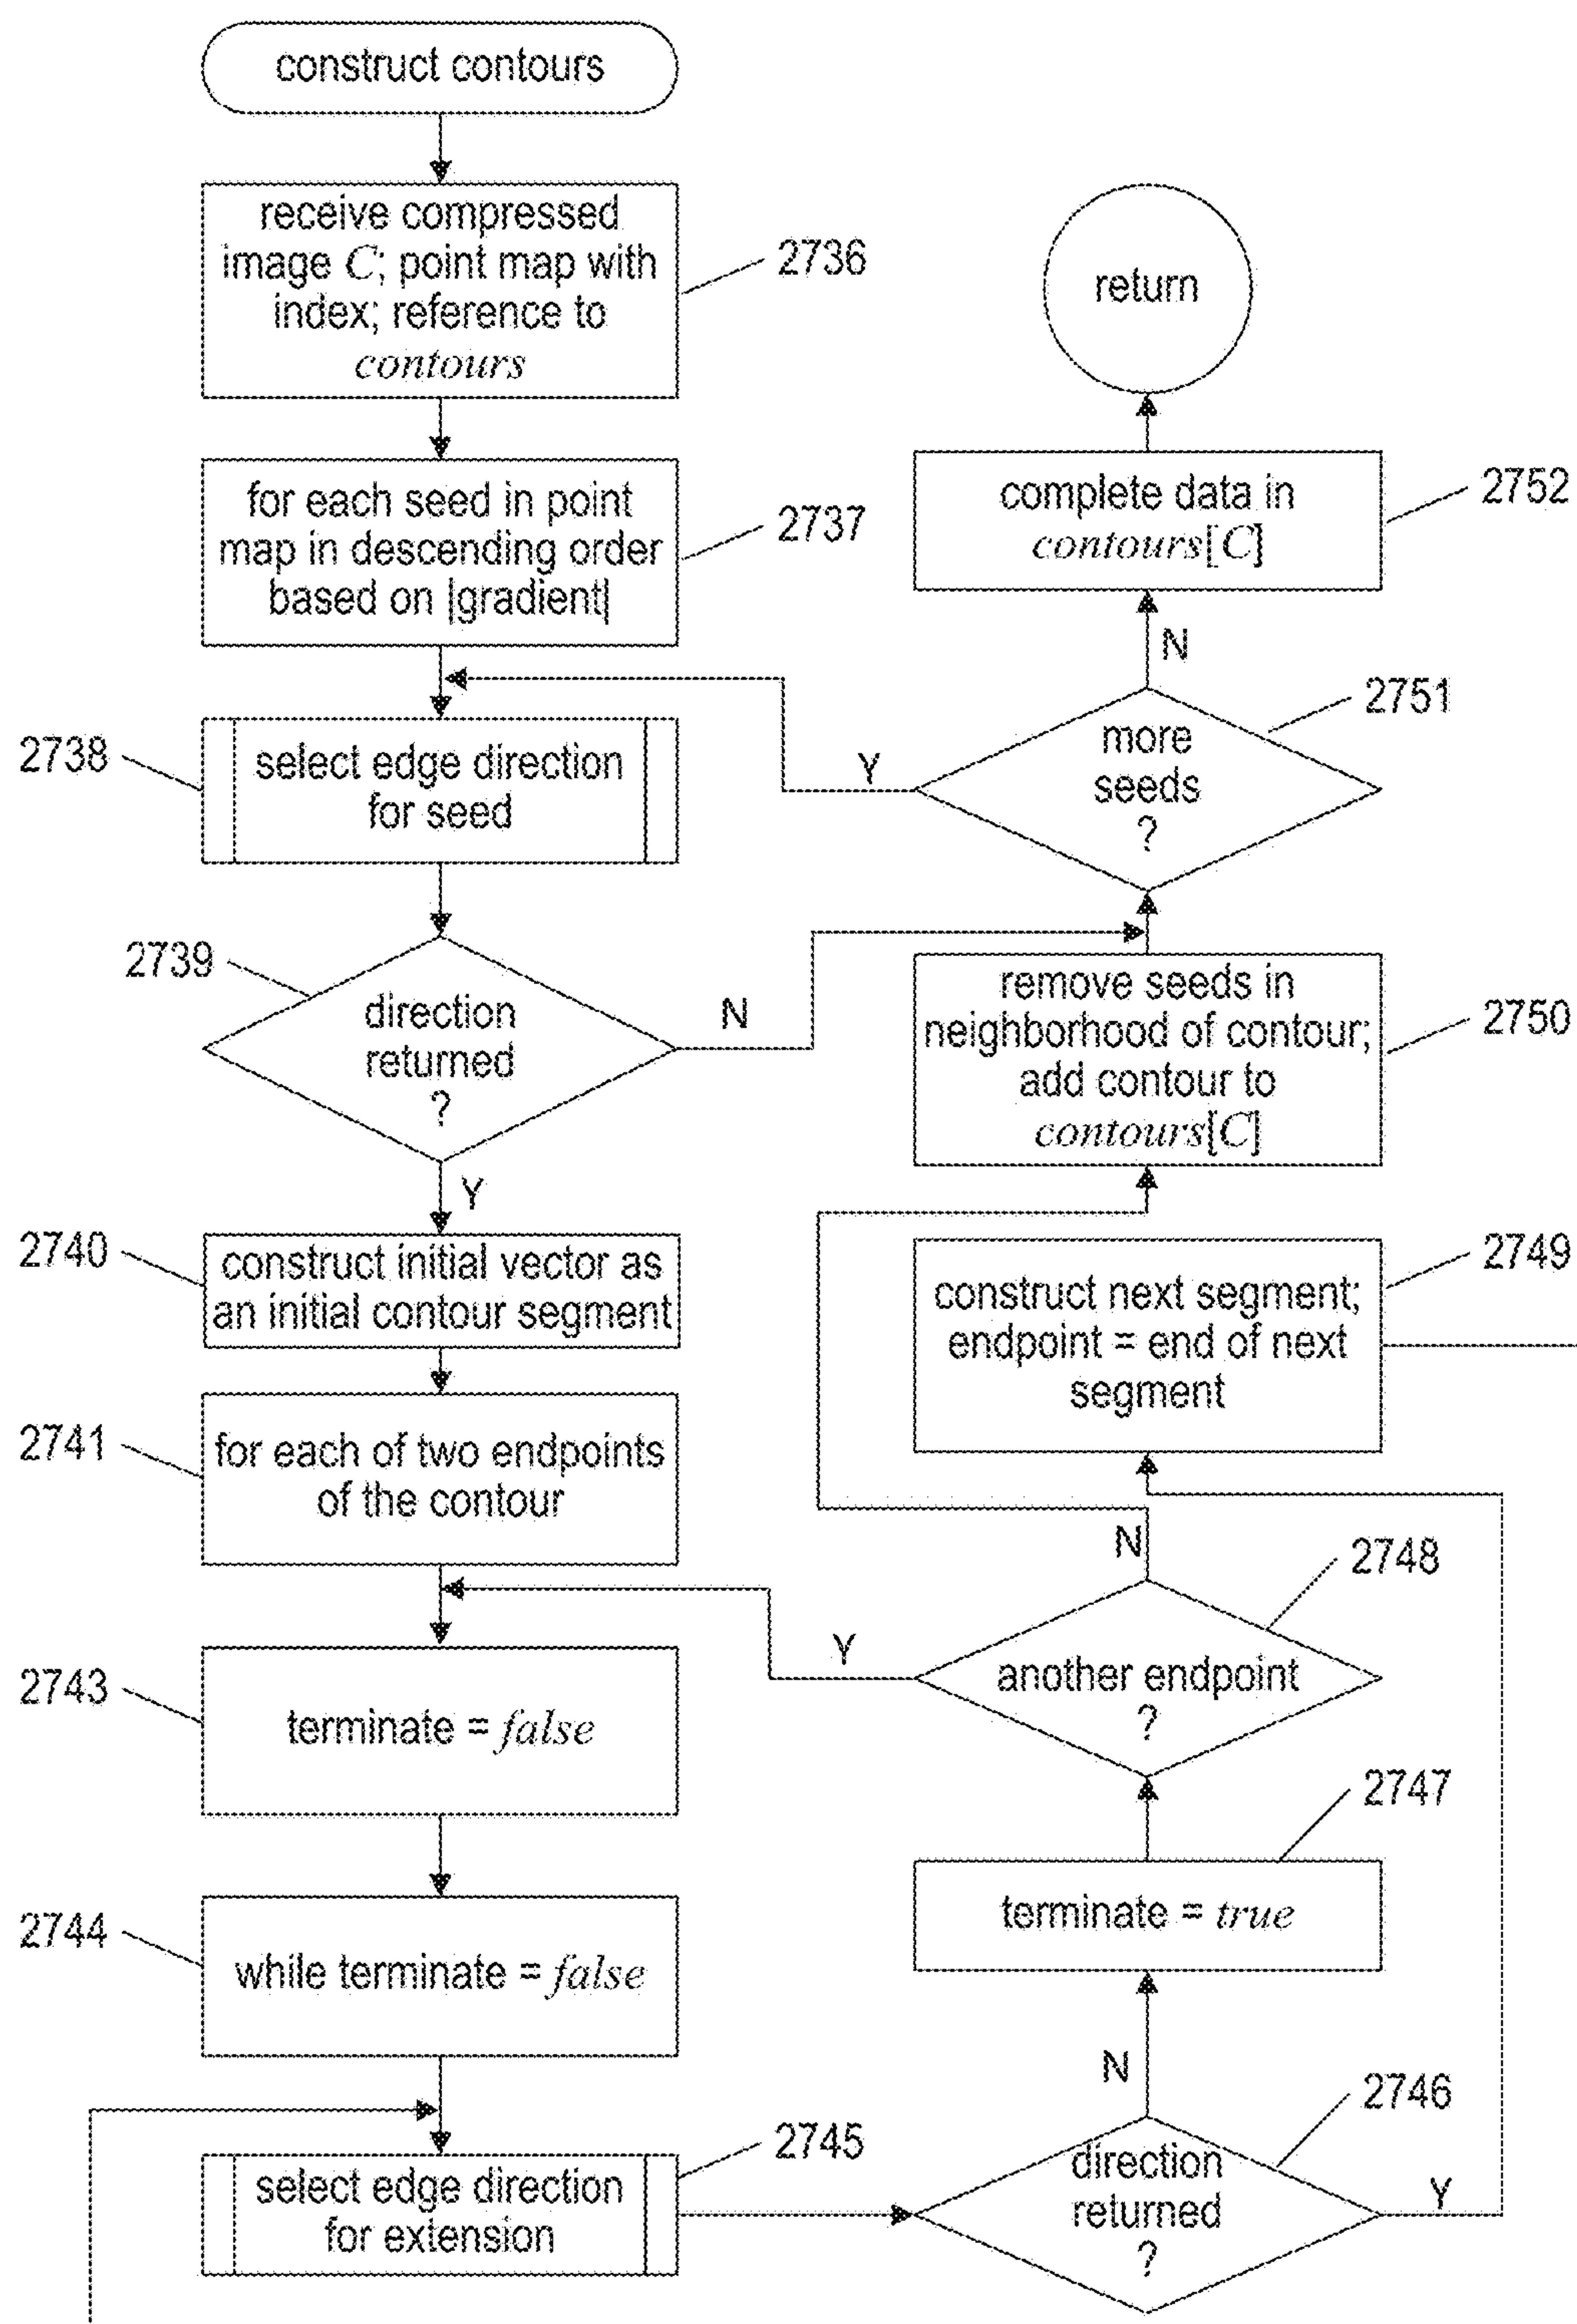 construct contours
receive compressed
image C; point map with
index; reference to
contours
2736
for each seed in point
map in descending order
based on |gradient|
2737
select edge direction
for seed
2738
direction
returned
?
2739
N
Y
construct initial vector as
an initial contour segment
2740
for each of two endpoints
of the contour
2741
terminate = false
2743
while terminate = false
2744
select edge direction
for extension
2745
direction
returned
?
2746
Y
N
terminate = true
2747
another endpoint
?
2748
Y
N
construct next segment;
endpoint = end of next
segment
2749
remove seeds in
neighborhood of contour;
add contour to
contours[C]
2750
more
seeds
?
2751
Y
N
complete data in
contours[C]
2752
return